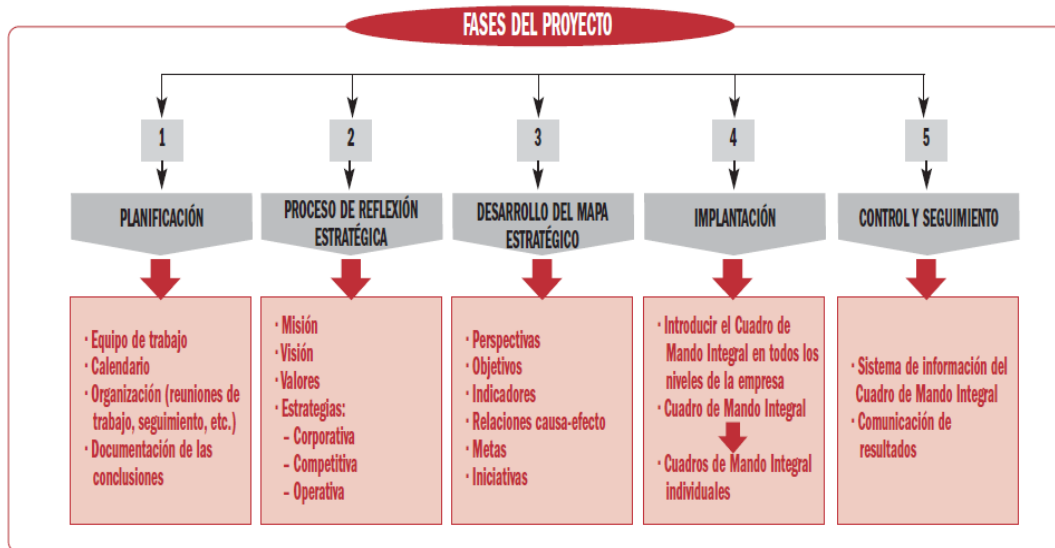 FASES DEL PROYECTO
1
2
3
4
5
PLANIFICACIÓN
PROCESO DE REFLEXIÓN
ESTRATÉGICA
DESARROLLO DEL MAPA
ESTRATÉGICO
IMPLANTACIÓN
CONTROL Y SEGUIMIENTO
· Equipo de trabajo
· Calendario
· Organización (reuniones de
trabajo, seguimiento, etc.)
· Documentación de las
conclusiones
· Misión
· Visión
· Valores
· Estrategias:
– Corporativa
– Competitiva
– Operativa
· Perspectivas
· Objetivos
· Indicadores
· Relaciones causa-efecto
· Metas
· Iniciativas
· Introducir el Cuadro de
Mando Integral en todos los
niveles de la empresa
· Cuadro de Mando Integral
· Cuadros de Mando Integral
individuales
· Sistema de información del
Cuadro de Mando Integral
· Comunicación de
resultados